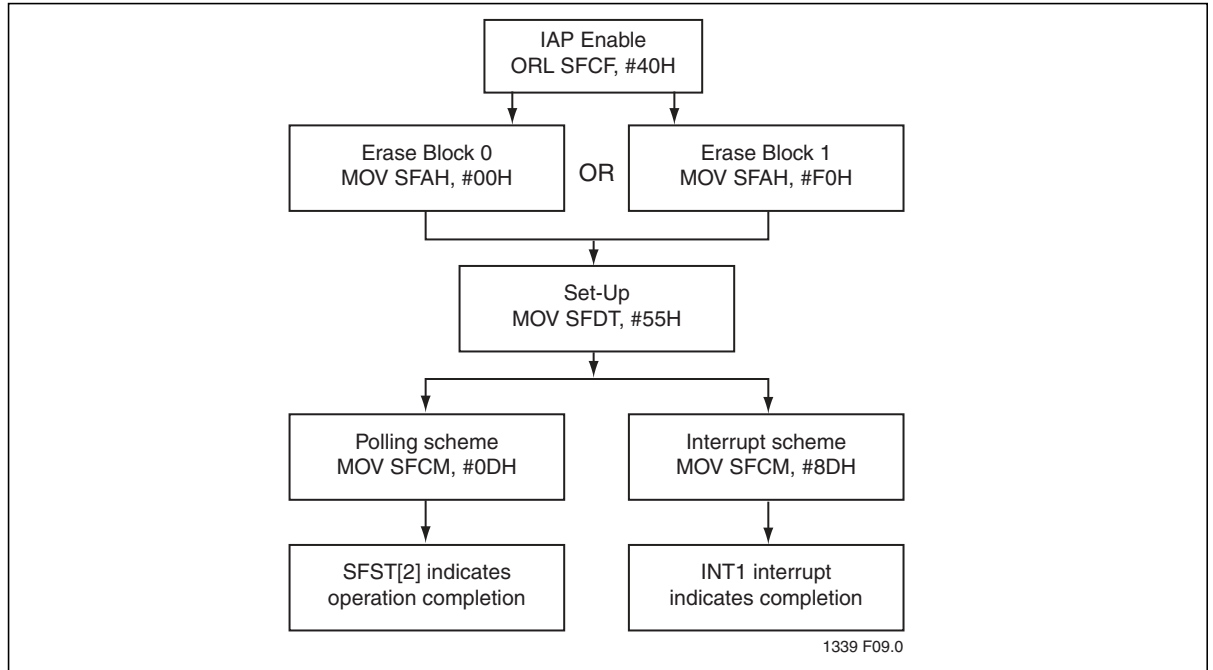 IAP Enable
ORL SFCF, #40H
Erase Block 0
MOV SFAH, #00H
OR
Erase Block 1
MOV SFAH, #F0H
Set-Up
MOV SFDT, #55H
Polling scheme
MOV SFCM, #0DH
Interrupt scheme
MOV SFCM, #8DH
SFST[2] indicates
operation completion
INT1 interrupt
indicates completion
1339 F09.0